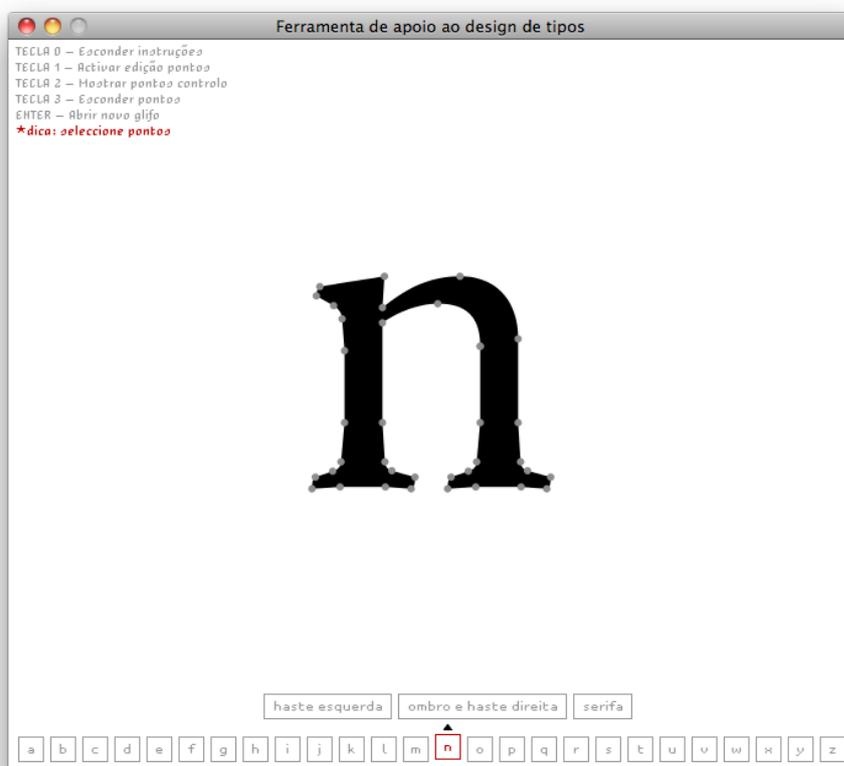 Ferramenta de apoio ao design de tipos
TECLA 0 – Esconder instruções
TECLA 1 – Activar edição pontos
TECLA 2 – Mostrar pontos controlo
TECLA 3 – Esconder pontos
ENTER – Abrir novo glifo
*dica: seleccione pontos
n
haste esquerda ombro e haste direita serifa
a b c d e f g h i j k l m n o p q r s t u v w x y z